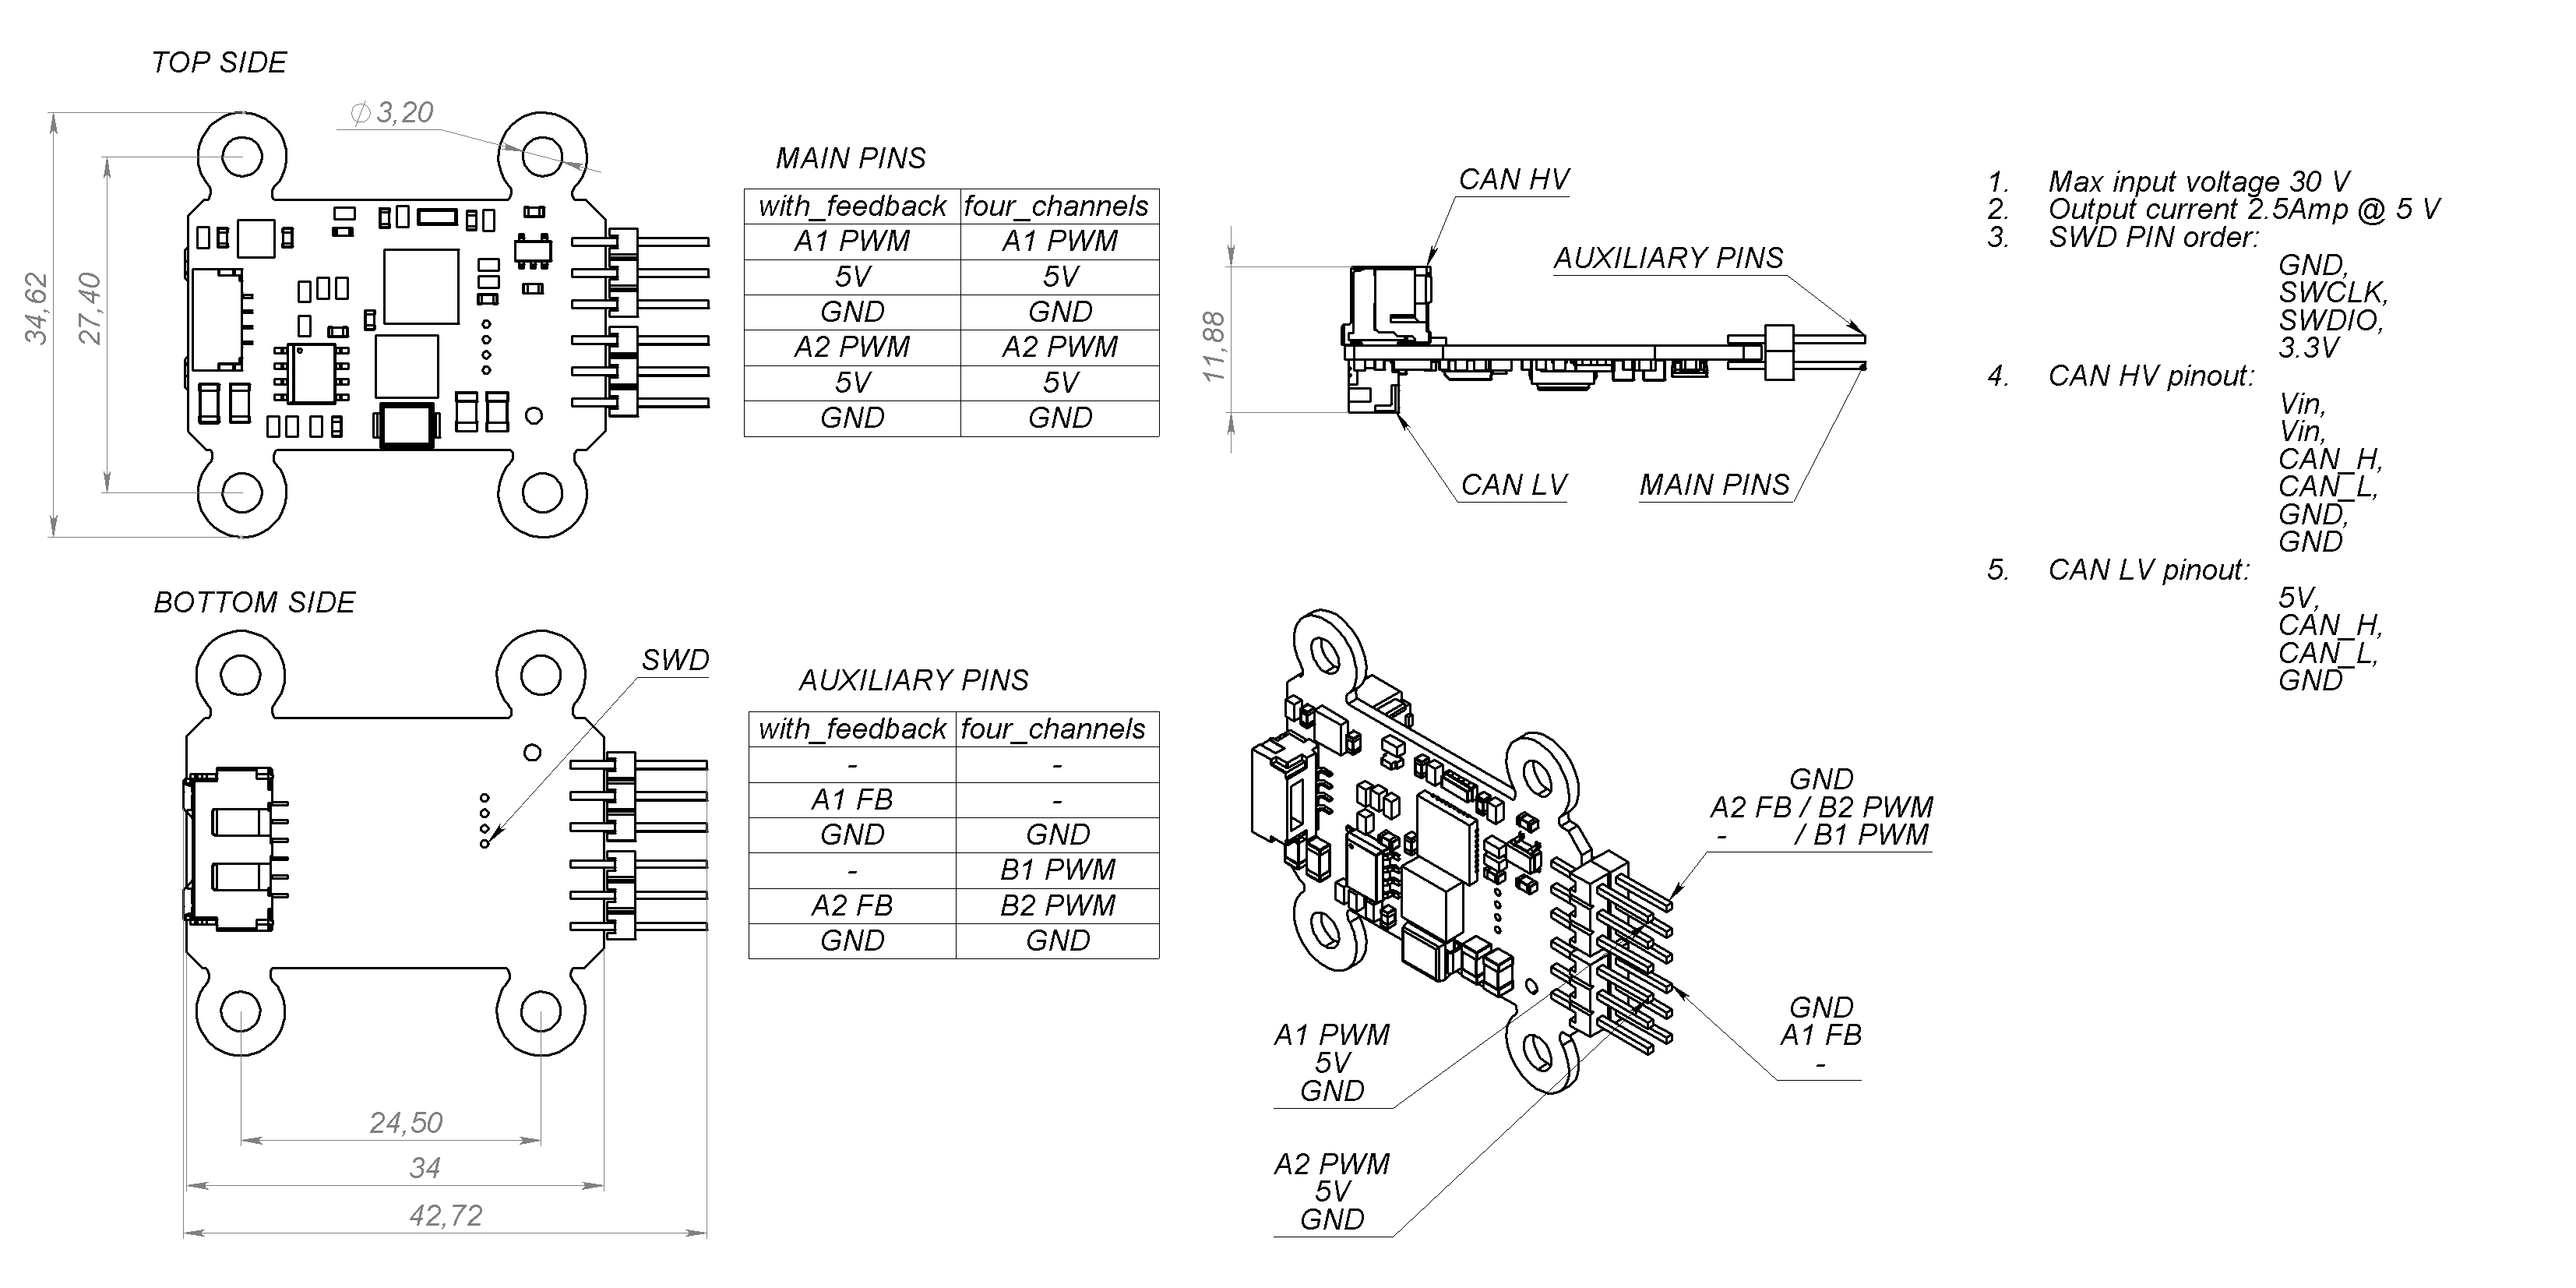 TOP SIDE
⌀3,20
34,62
27,40
MAIN PINS
with_feedback four_channels
A1 PWM A1 PWM
5V 5V
GND GND
A2 PWM A2 PWM
5V 5V
GND GND
CAN HV
AUXILIARY PINS
11,88
CAN LV
MAIN PINS
1. Max input voltage 30 V
2. Output current 2.5Amp @ 5 V
3. SWD PIN order:
GND,
SWCLK,
SWDIO,
3.3V
4. CAN HV pinout:
Vin,
Vin,
CAN_H,
CAN_L,
GND,
GND
5. CAN LV pinout:
5V,
CAN_H,
CAN_L,
GND
BOTTOM SIDE
SWD
24,50
34
42,72
AUXILIARY PINS
with_feedback four_channels
- -
A1 FB -
GND GND
- B1 PWM
A2 FB B2 PWM
GND GND
GND
A2 FB / B2 PWM
- / B1 PWM
GND
A1 FB
-
A1 PWM
5V
GND
A2 PWM
5V
GND